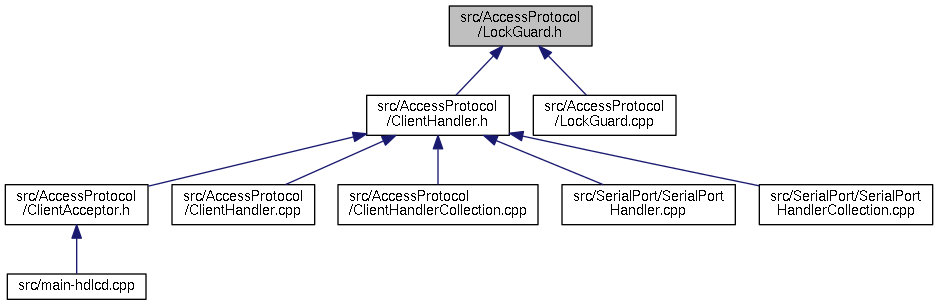 src/AccessProtocol
/LockGuard.h
src/AccessProtocol
/ClientHandler.h
src/AccessProtocol
/LockGuard.cpp
src/AccessProtocol
/ClientAcceptor.h
src/AccessProtocol
/ClientHandler.cpp
src/AccessProtocol
/ClientHandlerCollection.cpp
src/SerialPort/SerialPort
Handler.cpp
src/SerialPort/SerialPort
HandlerCollection.cpp
src/main-hdlcd.cpp